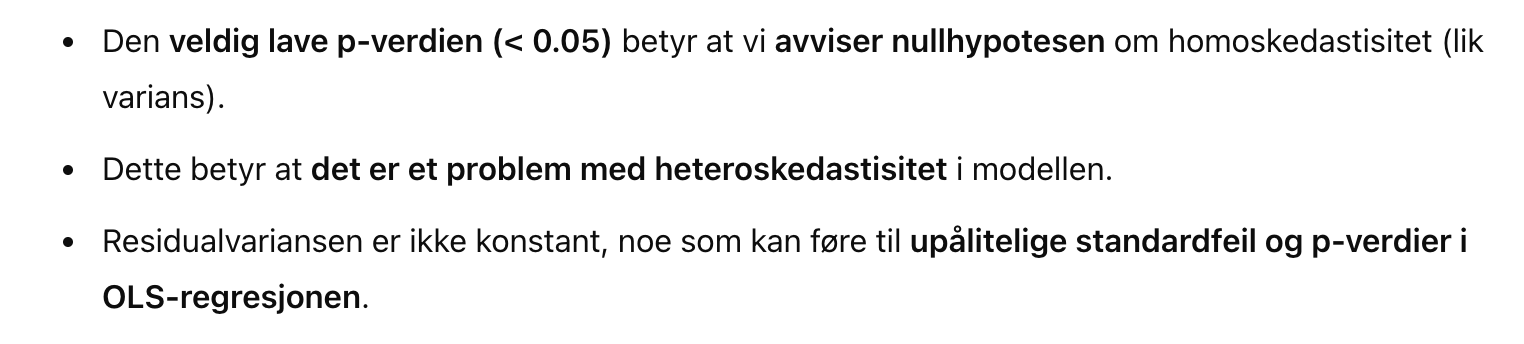 • Den veldig lave p-verdien (< 0.05) betyr at vi avviser nullhypotesen om homoskedastisitet (lik
varians).
• Dette betyr at det er et problem med heteroskedastisitet i modellen.
• Residualvariansen er ikke konstant, noe som kan føre til upålitelige standardfeil og p-verdier i
OLS-regresjonen.